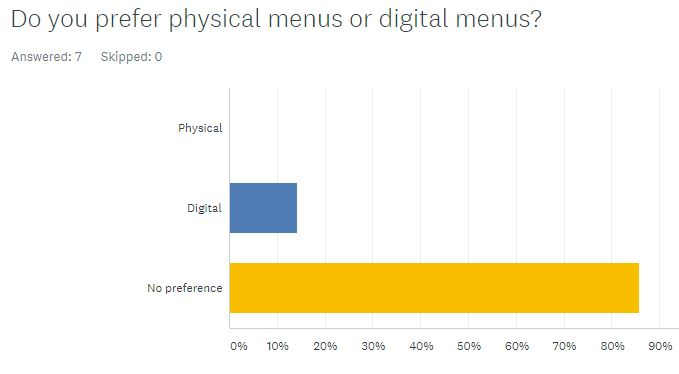 Do you prefer physical menus or digital menus?
Answered: 7 Skipped: 0
Physical
Digital
No preference
0% 10% 20% 30% 40% 50% 60% 70% 80% 90%